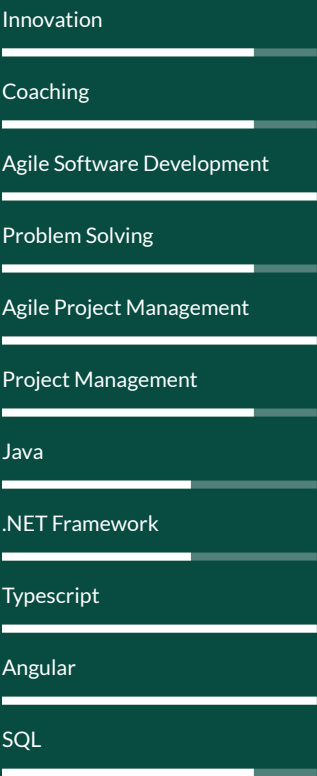 Innovation
Coaching
Agile Software Development
Problem Solving
Agile Project Management
Project Management
Java
.NET Framework
Typescript
Angular
SQL